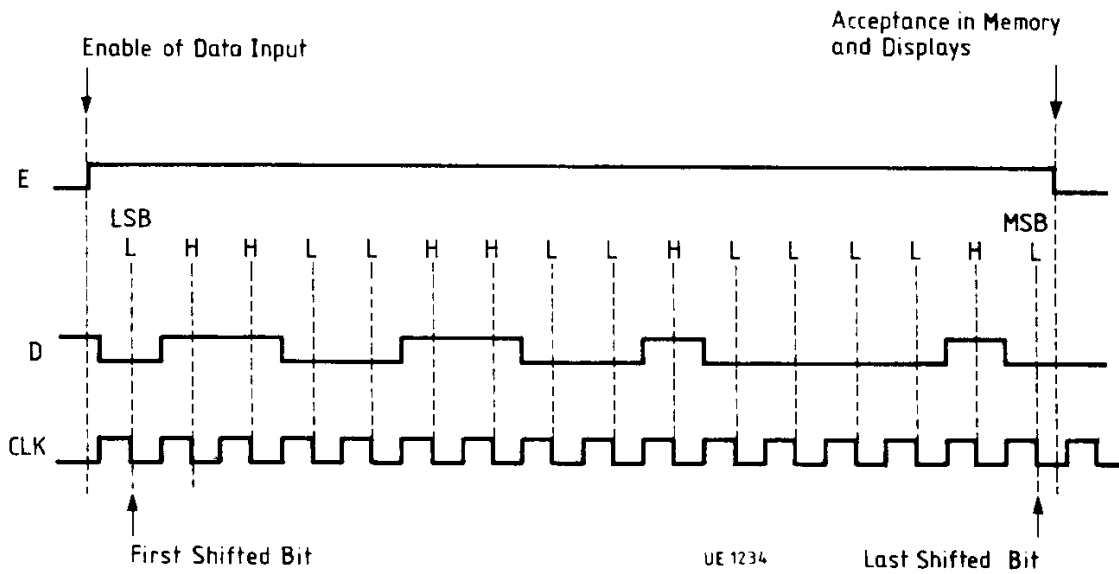 Enable of Data Input
Acceptance in Memory
and Displays
E
LSB
MSB
L H H L L H H L L H L L L L H L
D
CLK
First Shifted Bit
UE 1234
Last Shifted Bit